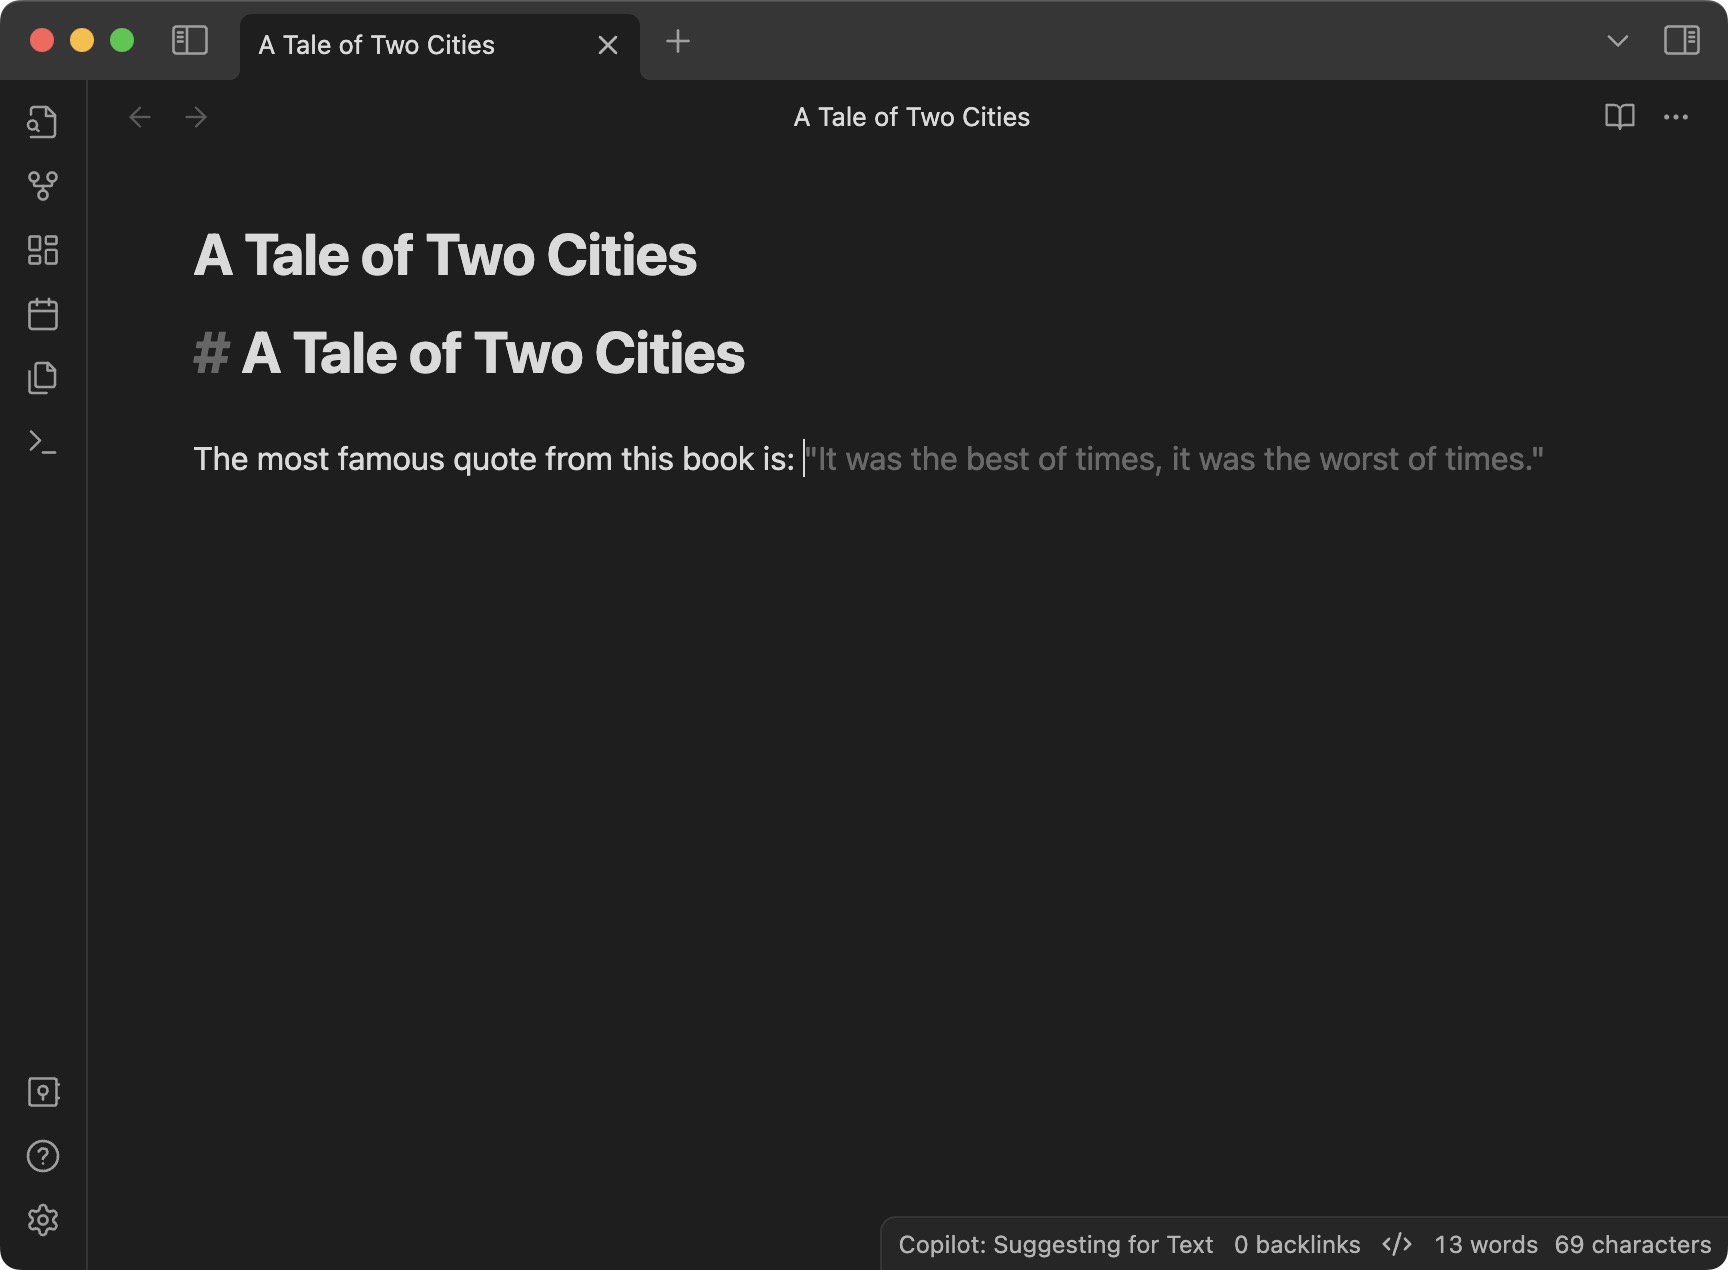 A Tale of Two Cities
A Tale of Two Cities
A Tale of Two Cities
# A Tale of Two Cities
The most famous quote from this book is: "It was the best of times, it was the worst of times."
Copilot: Suggesting for Text 0 backlinks </> 13 words 69 characters